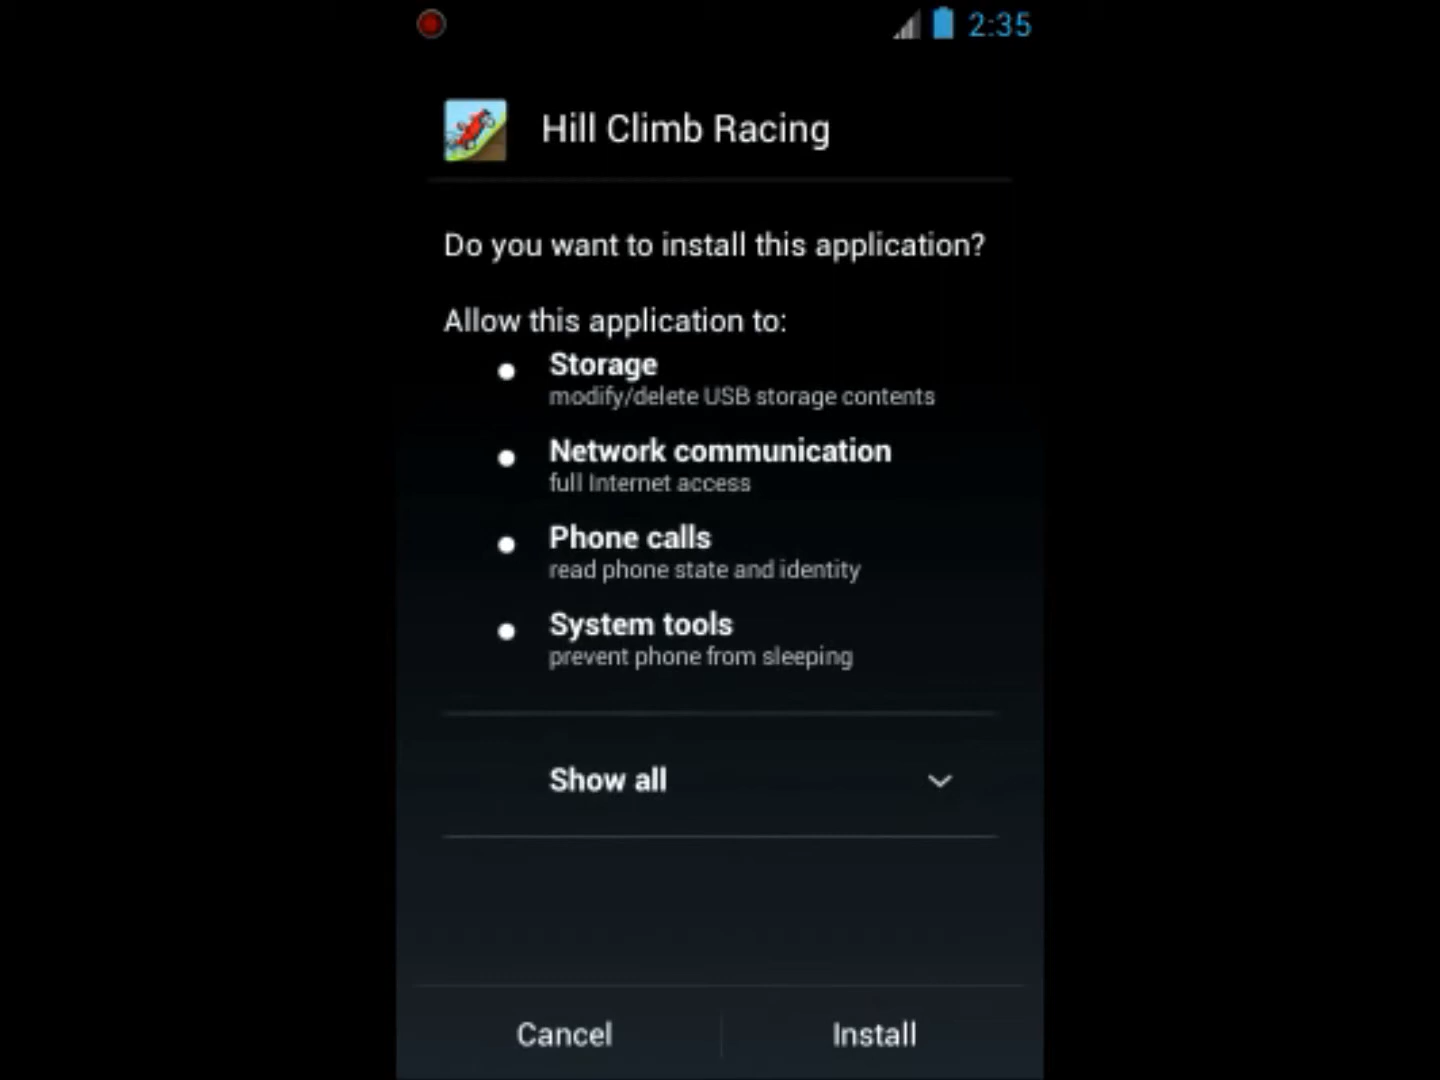 2:35
Hill Climb Racing
Do you want to install this application?
Allow this application to:
Storage
modify/delete USB storage contents
Network communication
full Internet access
Phone calls
read phone state and identity
System tools
prevent phone from sleeping
Show all
Cancel
Install